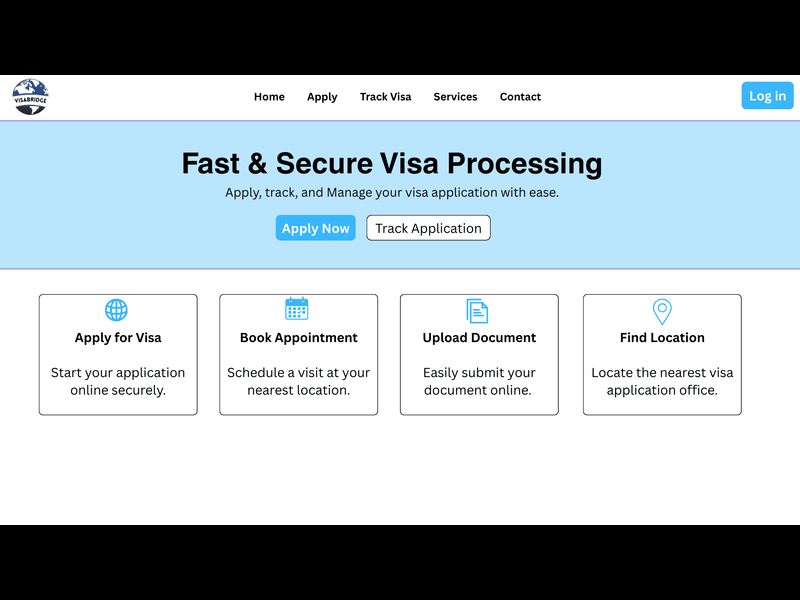 VISABRIDGE
Home Apply Track Visa Services Contact
Log in
Fast & Secure Visa Processing
Apply, track, and Manage your visa application with ease.
Apply Now Track Application
Apply for Visa
Start your application
online securely.
Book Appointment
Schedule a visit at your
nearest location.
Upload Document
Easily submit your
document online.
Find Location
Locate the nearest visa
application office.